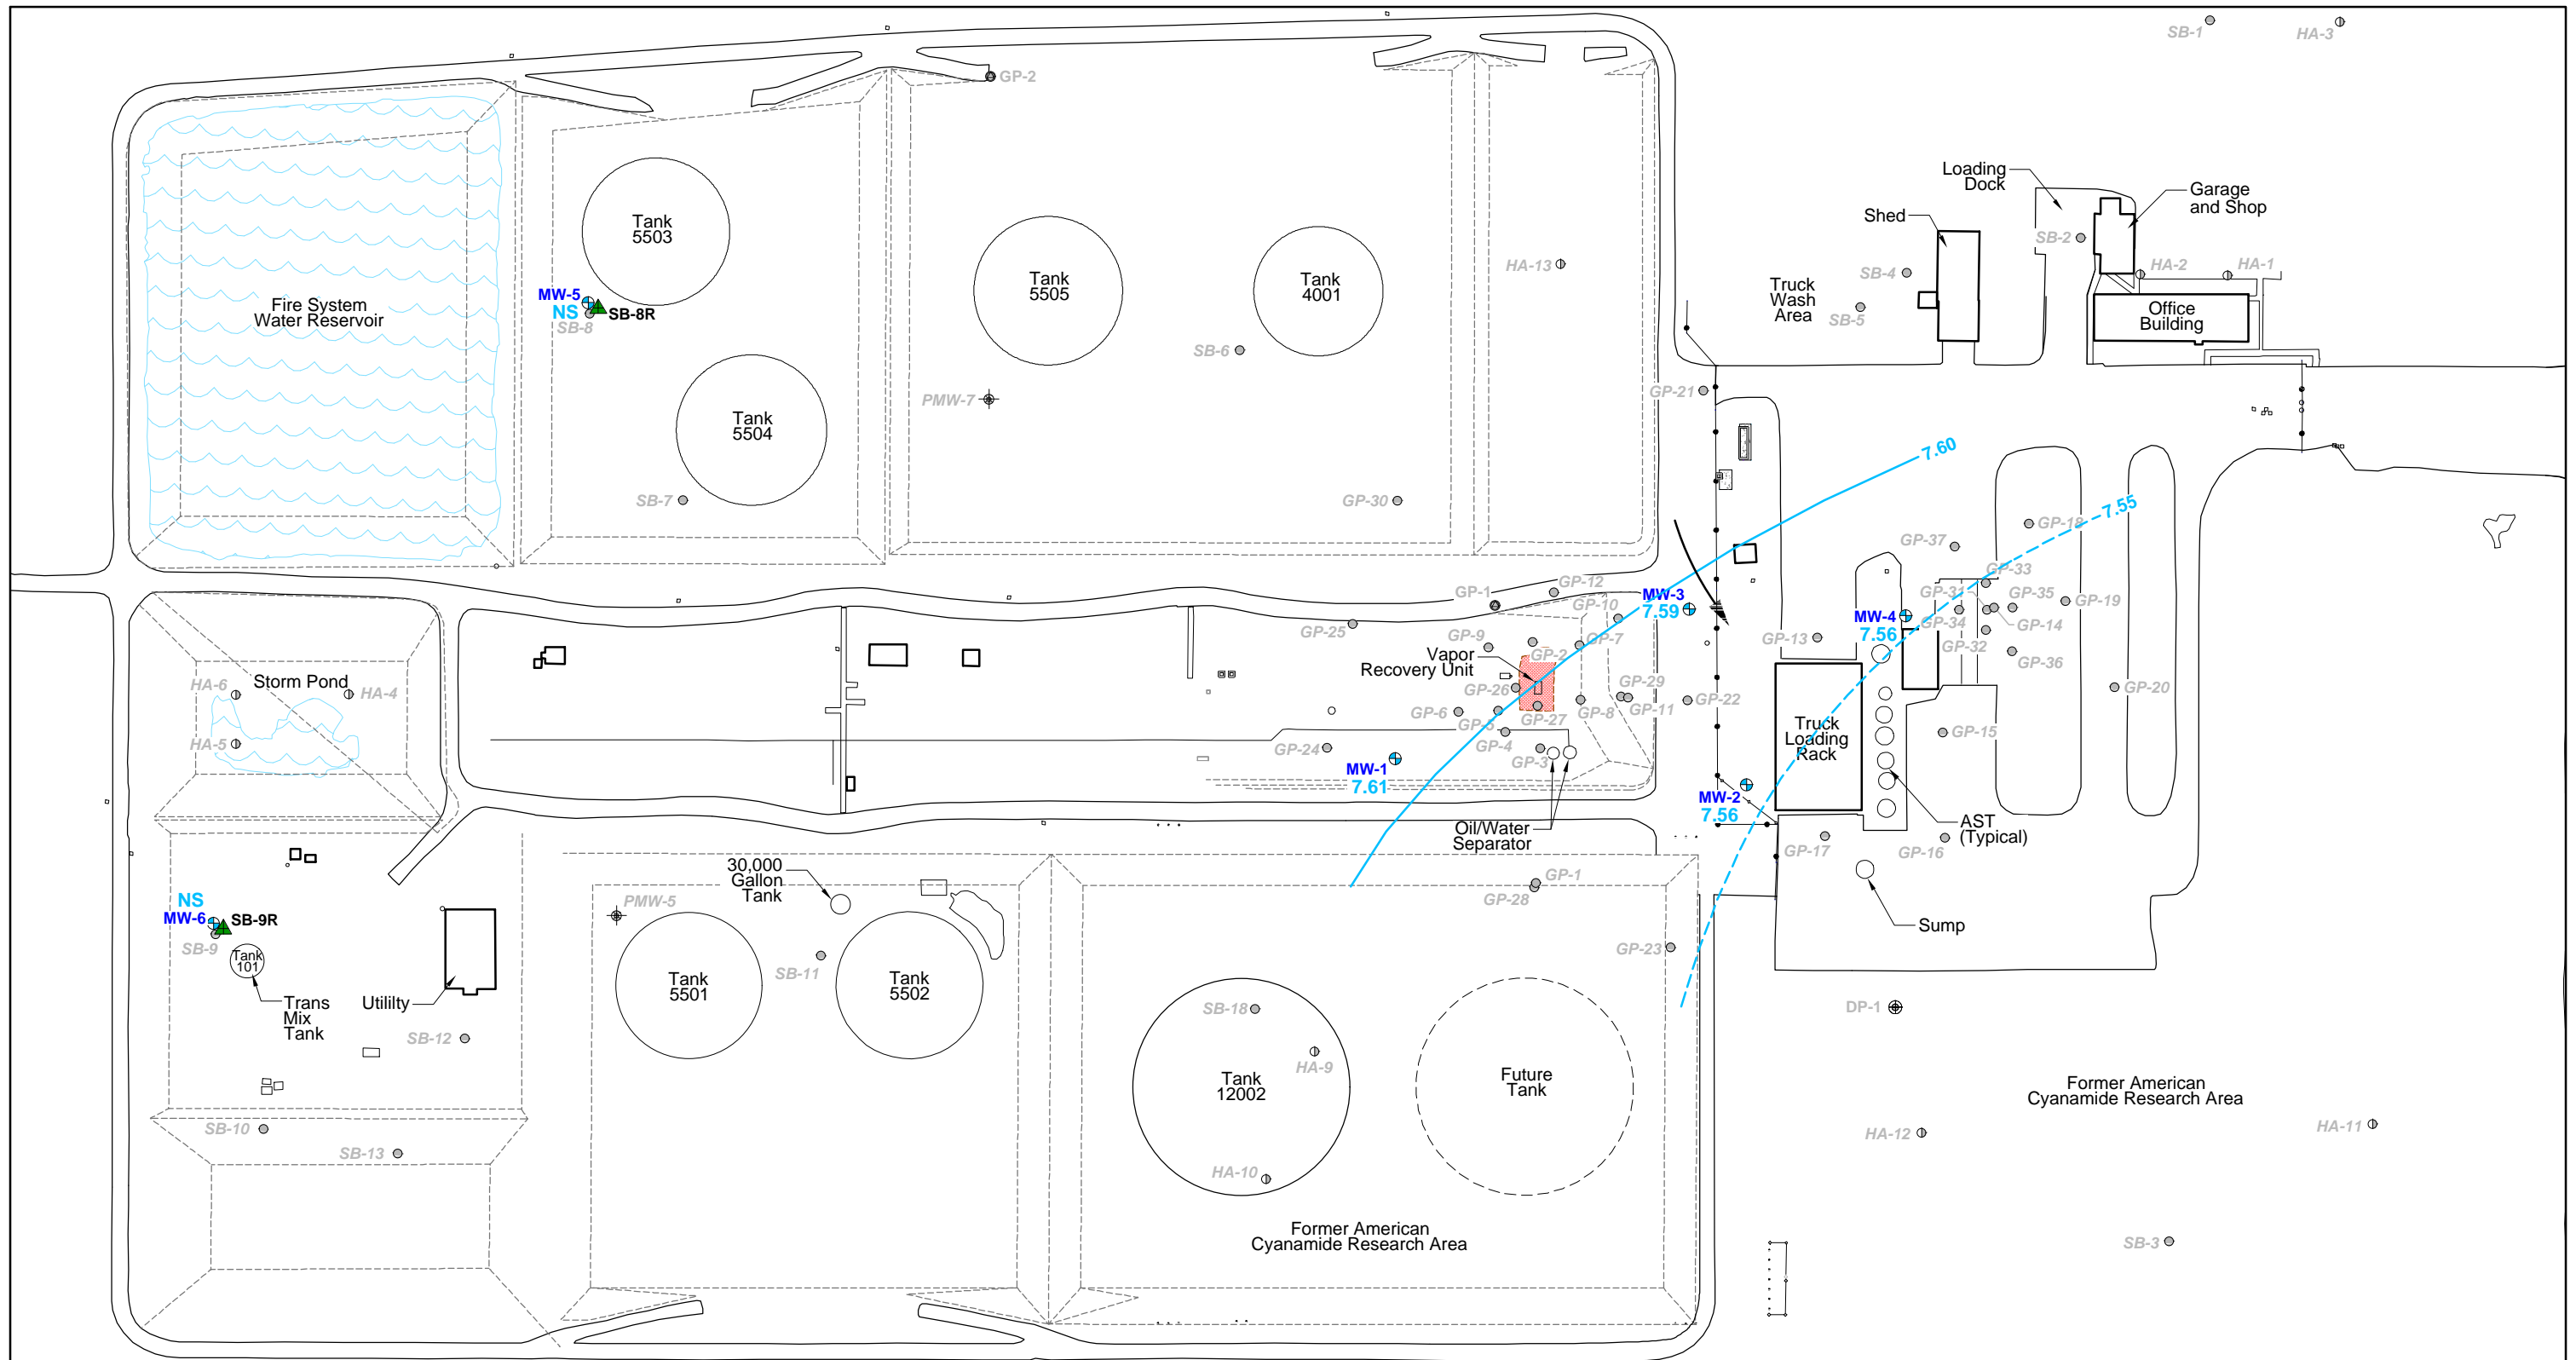 SB-1
HA-3
GP-2
Loading
Dock
Garage
and Shop
Shed
SB-2
Tank
5503
HA-13
SB-4
HA-2
HA-1
Tank
5505
Tank
4001
Truck
Wash
Area
MW-5
NS
SB-8
SB-8R
Fire System
Water Reservoir
SB-5
Office
Building
SB-6
GP-21
PMW-7
Tank
5504
7.60
SB-7
GP-30
7.55
GP-18
GP-37
GP-33
GP-12
GP-1
MW-3
7.59
GP-10
GP-31
GP-35
GP-19
GP-25
MW-4
7.56
GP-34
GP-14
GP-9
GP-7
GP-13
GP-32
GP-2
Vapor
Recovery Unit
GP-36
Storm Pond
HA-6
HA-4
GP-26
GP-29
GP-22
GP-20
GP-6
GP-5
GP-27
GP-8
GP-11
Truck
Loading
Rack
HA-5
GP-24
GP-4
GP-3
GP-15
MW-1
7.61
MW-2
7.56
Oil/Water
Separator
AST
(Typical)
GP-17
GP-16
30,000
Gallon
Tank
GP-1
GP-28
NS
MW-6
SB-9R
SB-9
PMW-5
Sump
GP-23
Tank
101
SB-11
Tank
5501
Tank
5502
Trans
Mix
Tank
Utililty
SB-18
DP-1
SB-12
HA-9
Tank
12002
Future
Tank
Former American
Cyanamide Research Area
SB-10
SB-13
HA-12
HA-11
HA-10
Former American
Cyanamide Research Area
SB-3